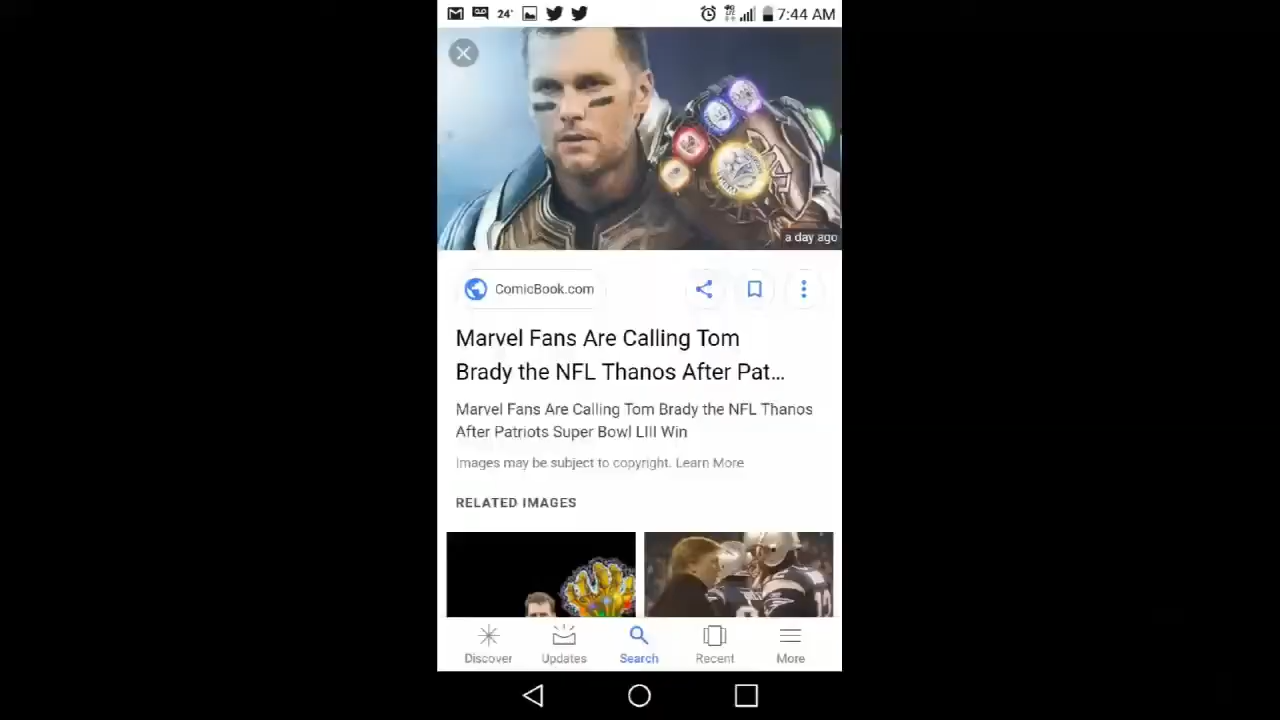 24°
7:44 AM
a day ago
ComicBook.com
Marvel Fans Are Calling Tom
Brady the NFL Thanos After Pat...
Marvel Fans Are Calling Tom Brady the NFL Thanos
After Patriots Super Bowl LIII Win
Images may be subject to copyright. Learn More
RELATED IMAGES
Discover
Updates
Search
Recent
More